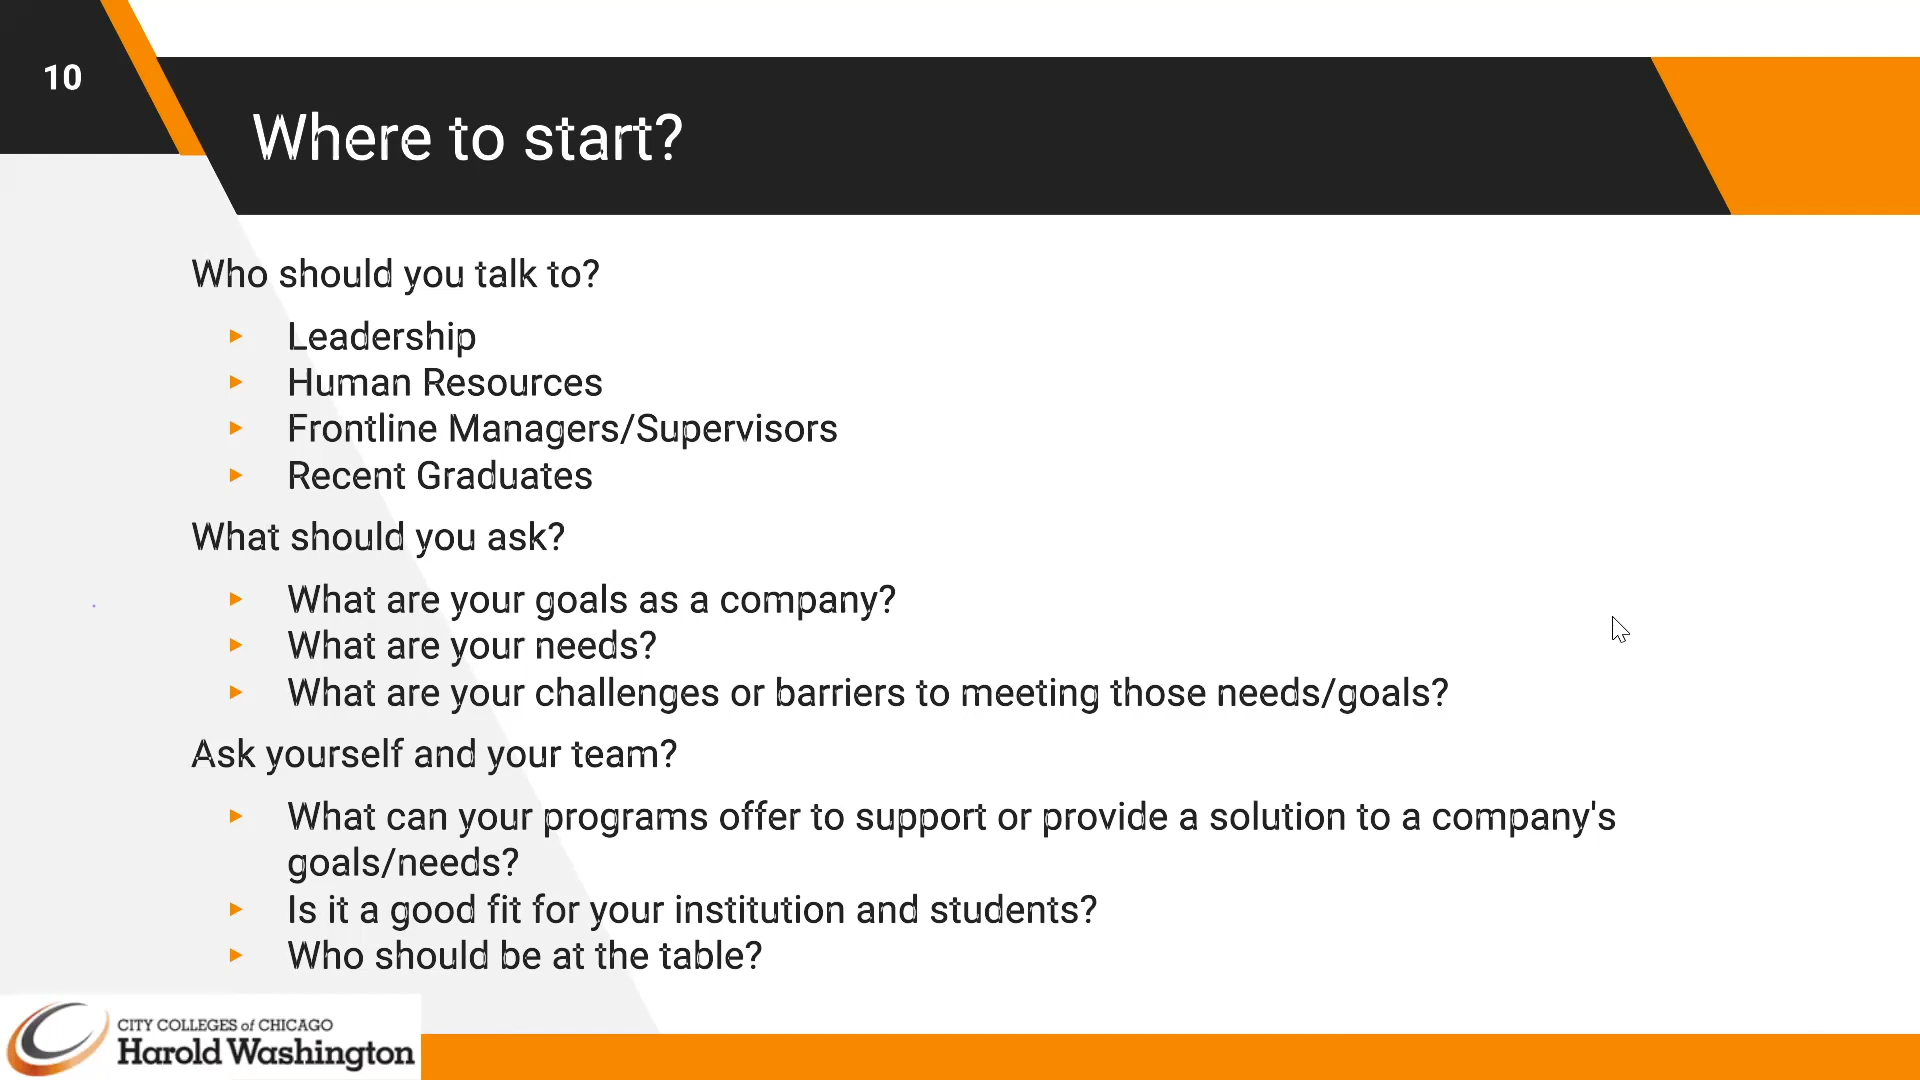 10
Where to start?
Who should you talk to?
Leadership
Human Resources
Frontline Managers/Supervisors
Recent Graduates
What should you ask?
What are your goals as a company?
What are your needs?
What are your challenges or barriers to meeting those needs/goals?
Ask yourself and your team?
What can your programs offer to support or provide a solution to a company's
goals/needs?
Is it a good fit for your institution and students?
Who should be at the table?
CITY COLLEGES of CHICAGO
Harold Washington